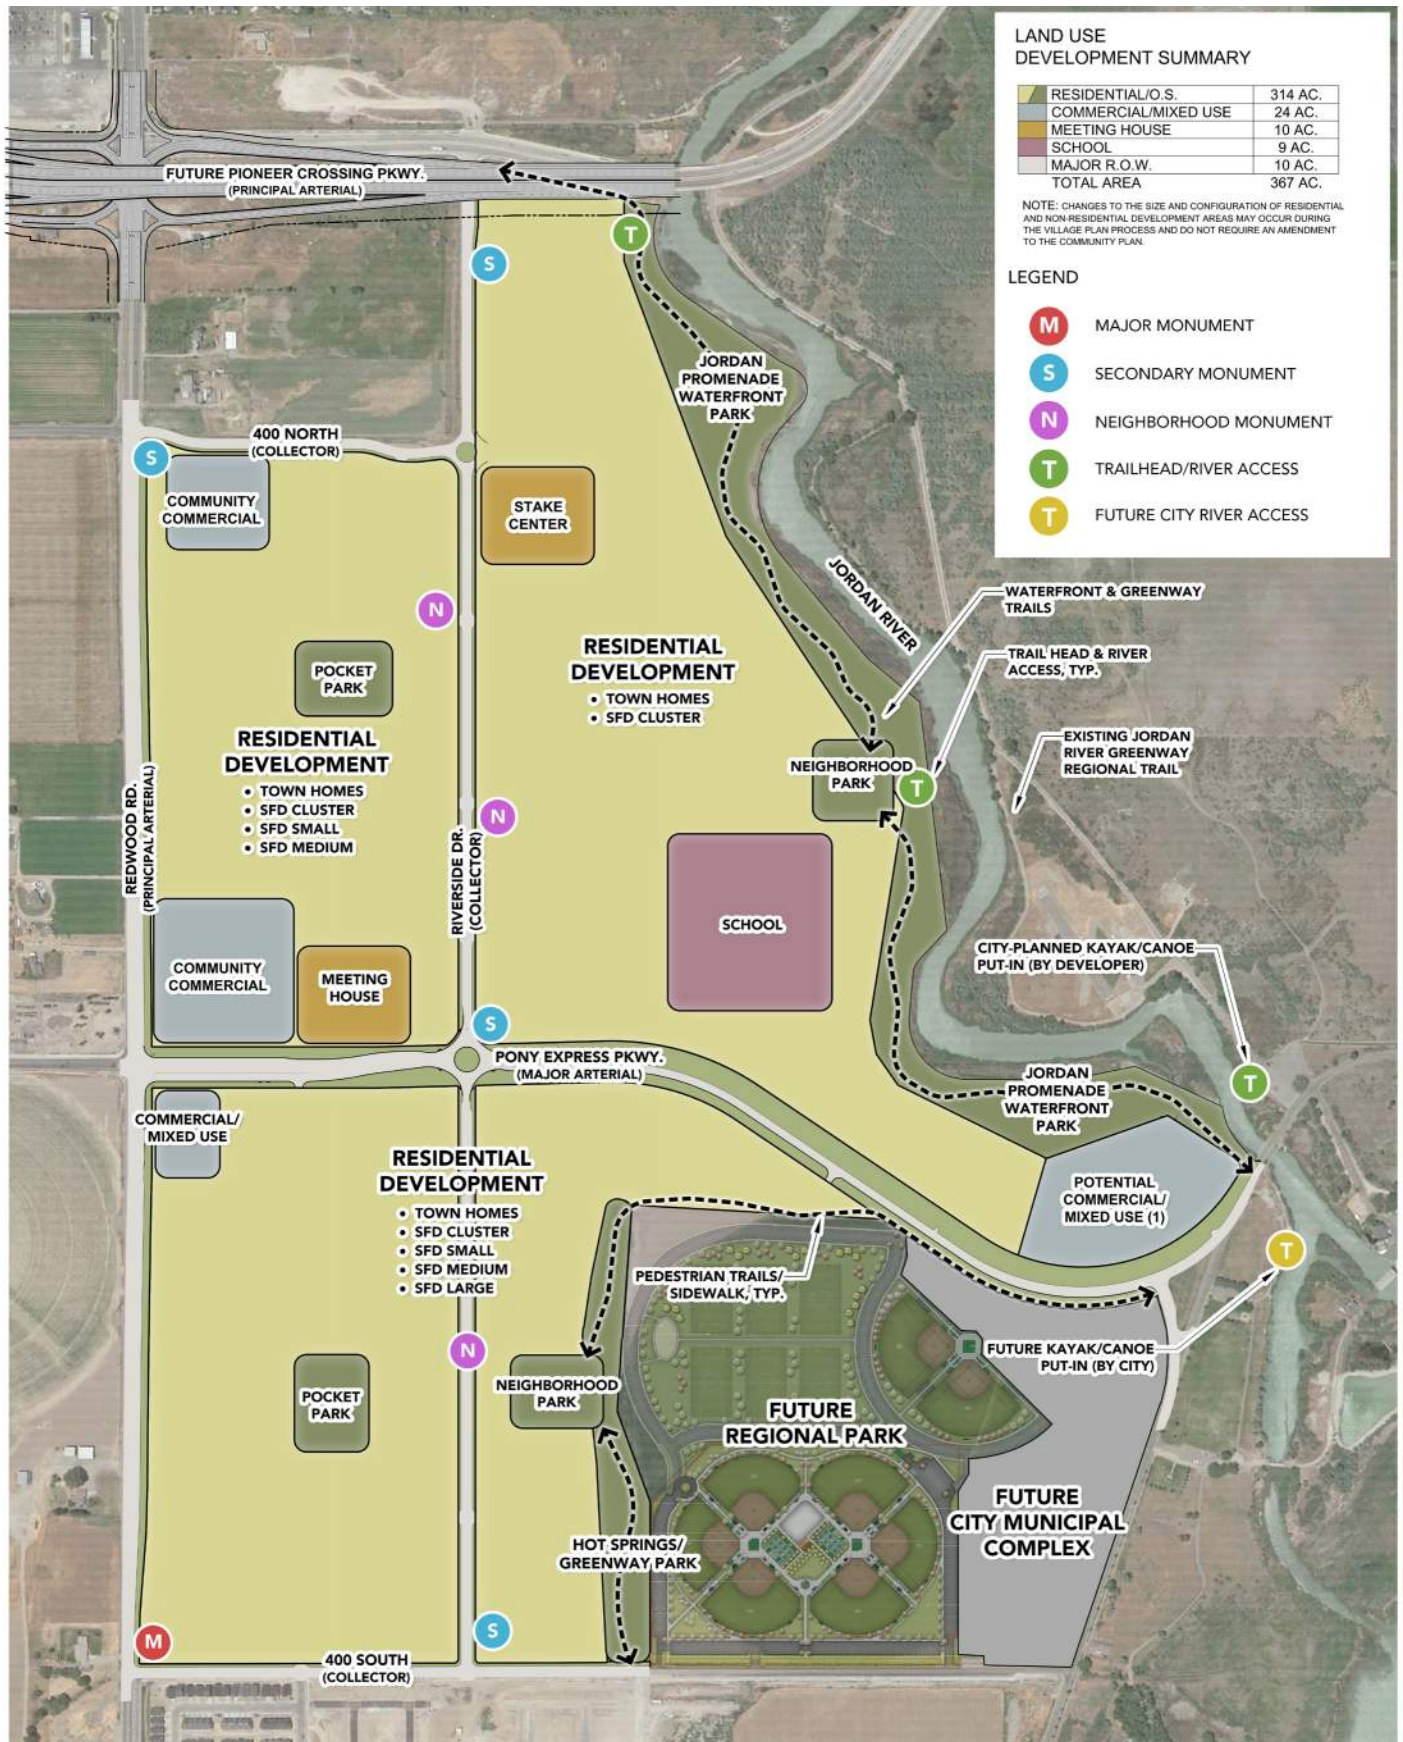 LAND USE
DEVELOPMENT SUMMARY
RESIDENTIAL/O.S. 314 AC.
COMMERCIAL/MIXED USE 24 AC.
MEETING HOUSE 10 AC.
SCHOOL 9 AC.
MAJOR R.O.W. 10 AC.
TOTAL AREA 367 AC.
NOTE: CHANGES TO THE SIZE AND CONFIGURATION OF RESIDENTIAL
AND NON-RESIDENTIAL DEVELOPMENT AREAS MAY OCCUR DURING
THE VILLAGE PLAN PROCESS AND DO NOT REQUIRE AN AMENDMENT
TO THE COMMUNITY PLAN.
LEGEND
M MAJOR MONUMENT
S SECONDARY MONUMENT
N NEIGHBORHOOD MONUMENT
T TRAILHEAD/RIVER ACCESS
T FUTURE CITY RIVER ACCESS
FUTURE PIONEER CROSSING PKWY.
(PRINCIPAL ARTERIAL)
T
S
JORDAN
PROMENADE
WATERFRONT
PARK
400 NORTH
(COLLECTOR)
S
COMMUNITY
COMMERCIAL
STAKE
CENTER
JORDAN RIVER
WATERFRONT & GREENWAY
TRAILS
N
TRAIL HEAD & RIVER
ACCESS, TYP.
RESIDENTIAL
DEVELOPMENT
• TOWN HOMES
• SFD CLUSTER
POCKET
PARK
RESIDENTIAL
DEVELOPMENT
• TOWN HOMES
• SFD CLUSTER
• SFD SMALL
• SFD MEDIUM
EXISTING JORDAN
RIVER GREENWAY
REGIONAL TRAIL
NEIGHBORHOOD
PARK
T
N
REDWOOD RD.
(PRINCIPAL ARTERIAL)
RIVERSIDE DR.
(COLLECTOR)
SCHOOL
CITY-PLANNED KAYAK/CANOE
PUT-IN (BY DEVELOPER)
COMMUNITY
COMMERCIAL
MEETING
HOUSE
S
PONY EXPRESS PKWY.
(MAJOR ARTERIAL)
T
JORDAN
PROMENADE
WATERFRONT
PARK
COMMERCIAL/
MIXED USE
RESIDENTIAL
DEVELOPMENT
• TOWN HOMES
• SFD CLUSTER
• SFD SMALL
• SFD MEDIUM
• SFD LARGE
POTENTIAL
COMMERCIAL/
MIXED USE (1)
T
PEDESTRIAN TRAILS/
SIDEWALK, TYP.
FUTURE KAYAK/CANOE
PUT-IN (BY CITY)
N
NEIGHBORHOOD
PARK
POCKET
PARK
FUTURE
REGIONAL PARK
FUTURE
CITY MUNICIPAL
COMPLEX
HOT SPRINGS/
GREENWAY PARK
S
M
400 SOUTH
(COLLECTOR)